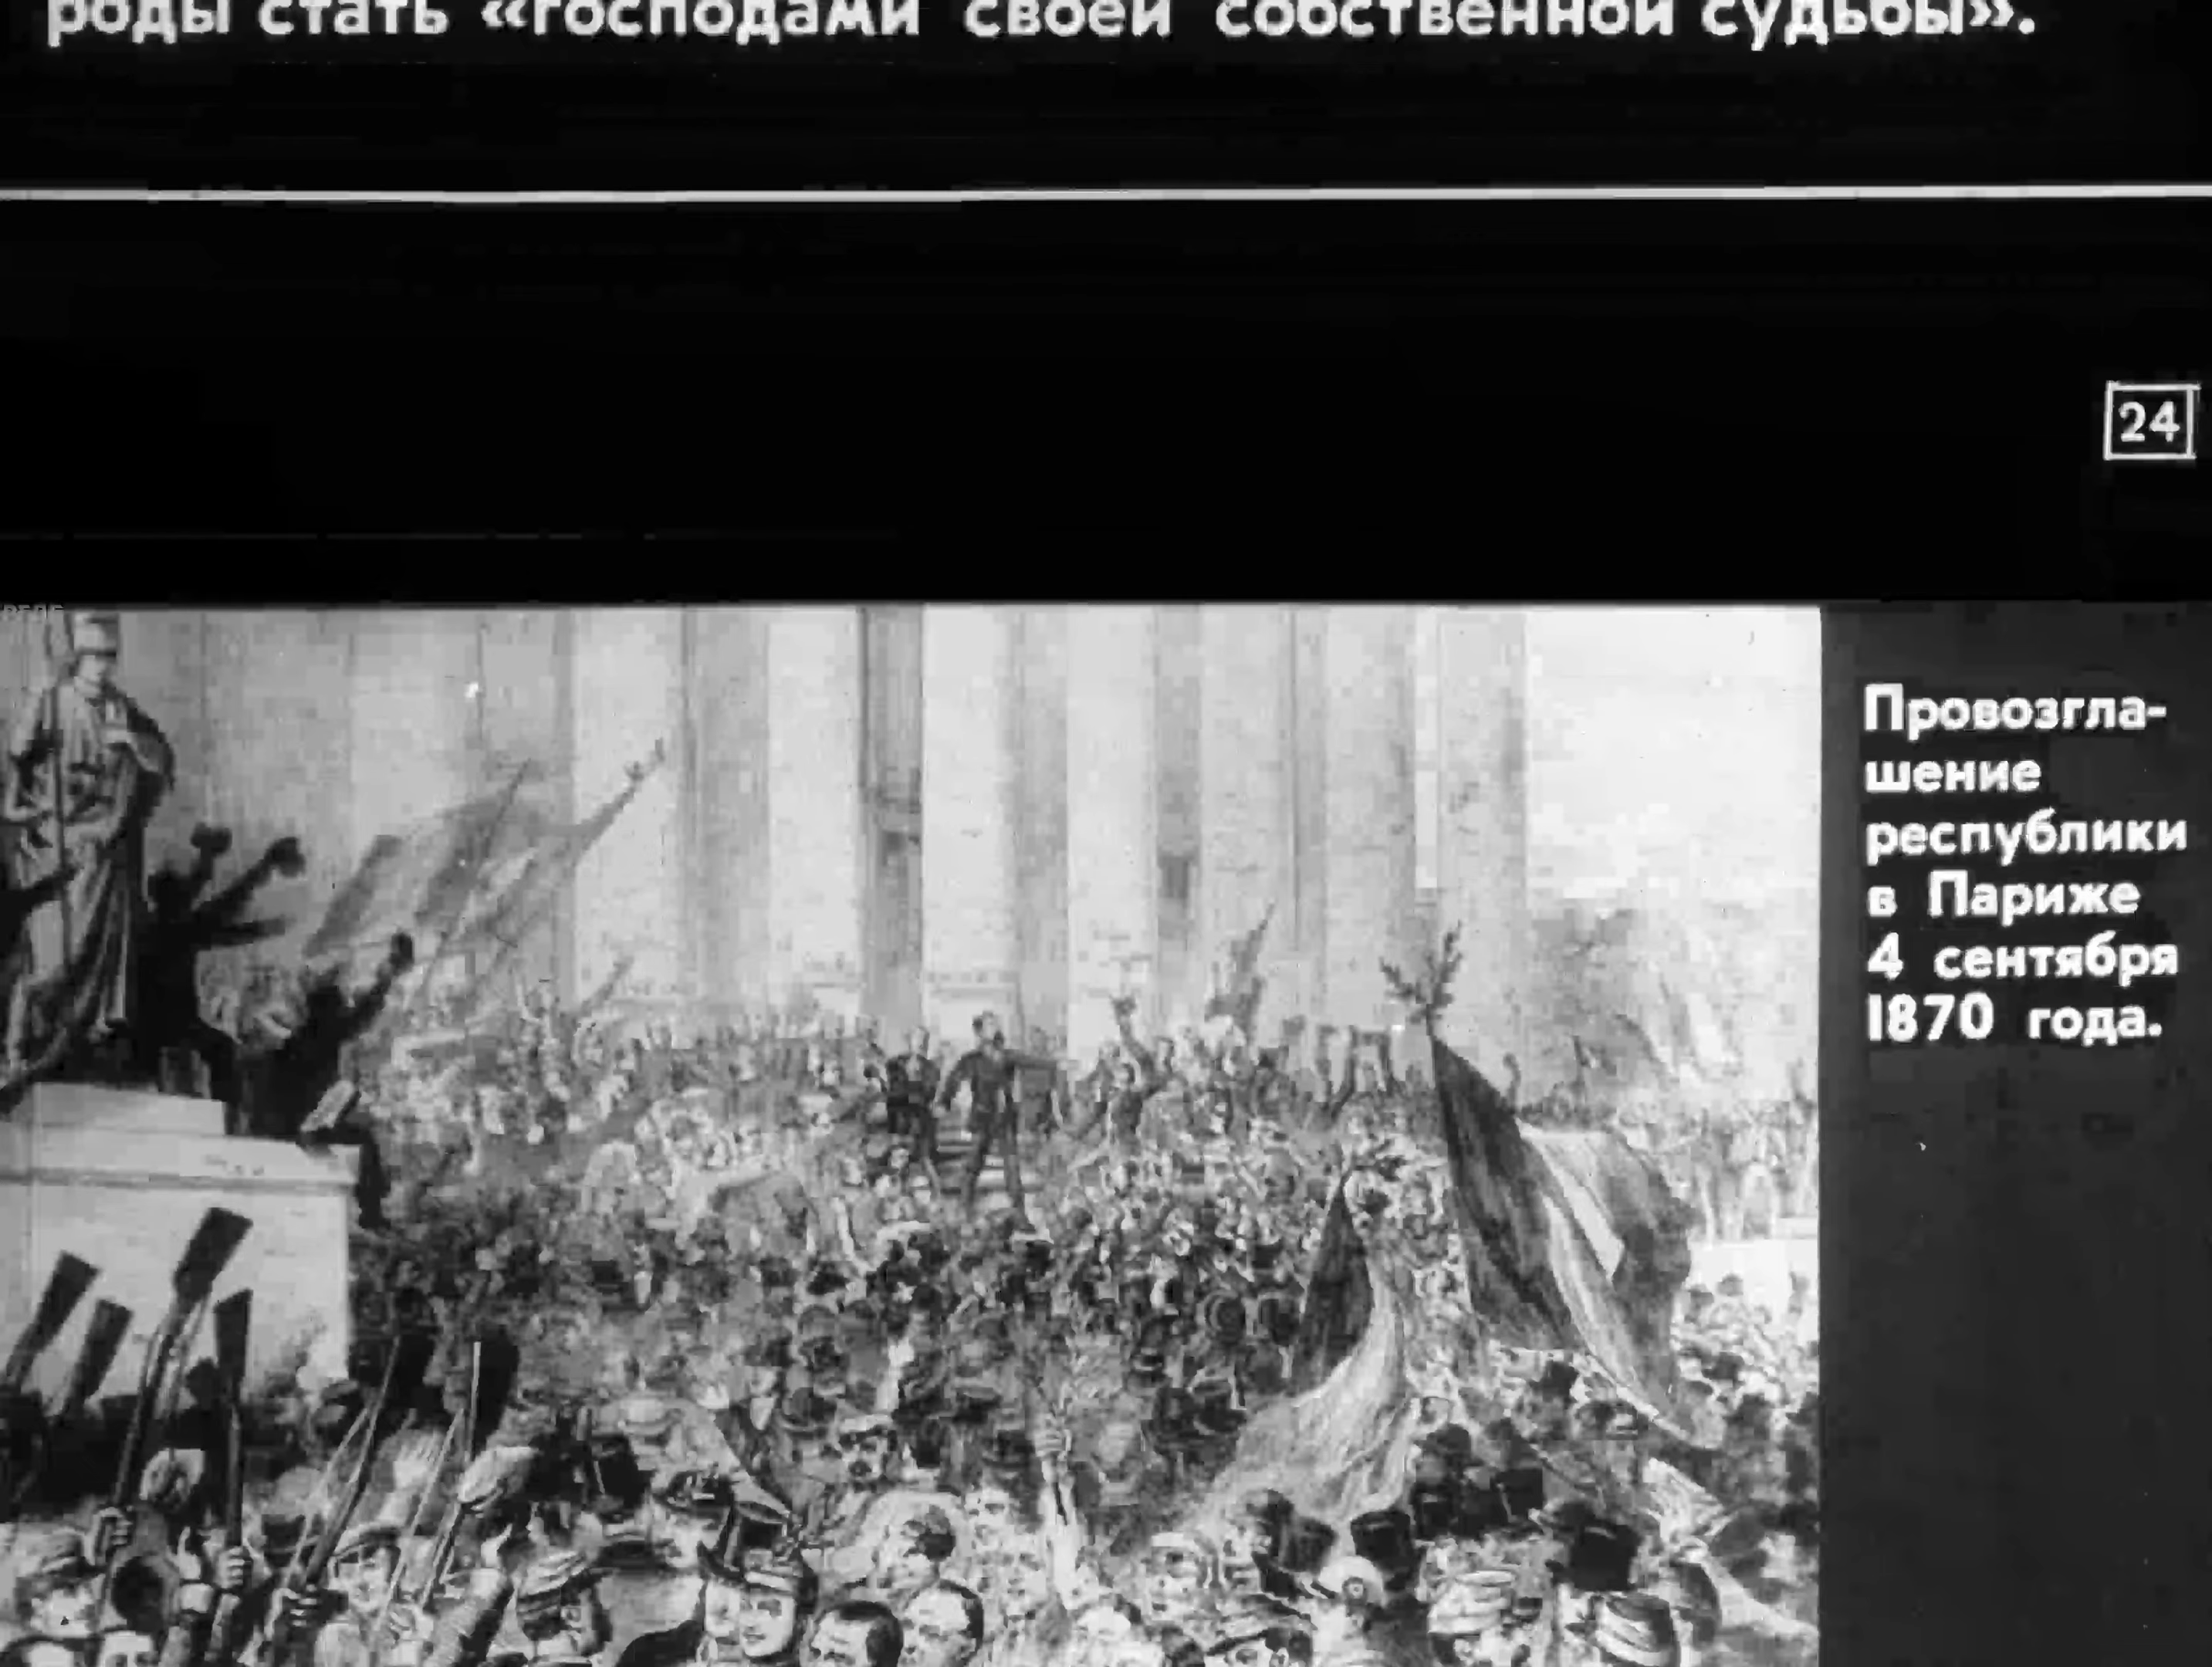 роды стать «господами своей собственной судьбы».
24
Провозгла-
шение
республики
в Париже
4 сентября
1870 года.